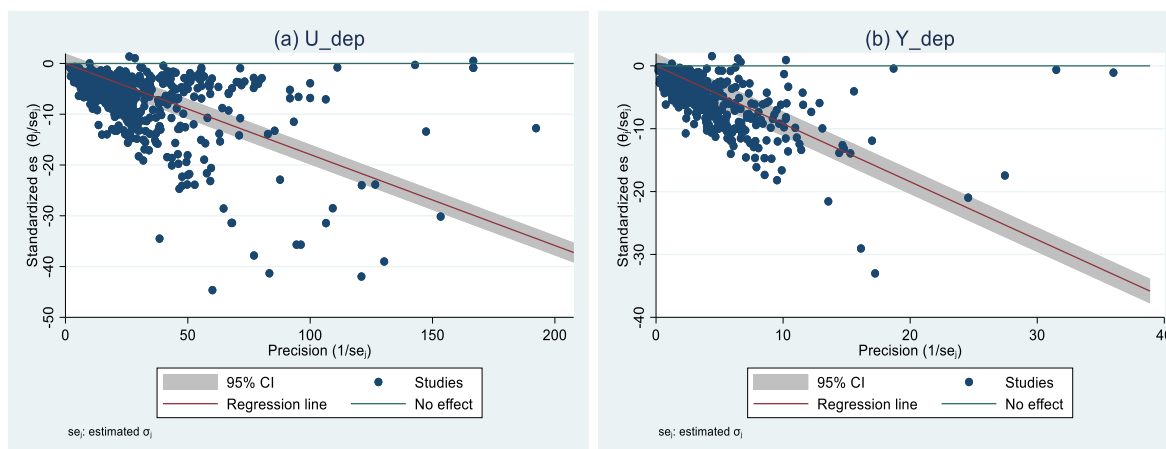 (a) U_dep
Standardized es (θⱼ/seⱼ)
0
-10
-20
-30
-40
-50
0 50 100 150 200
Precision (1/seⱼ)
95% CI Studies
Regression line No effect
seⱼ: estimated σⱼ
(b) Y_dep
Standardized es (θⱼ/seⱼ)
0
-10
-20
-30
-40
0 10 20 30 40
Precision (1/seⱼ)
95% CI Studies
Regression line No effect
seⱼ: estimated σⱼ